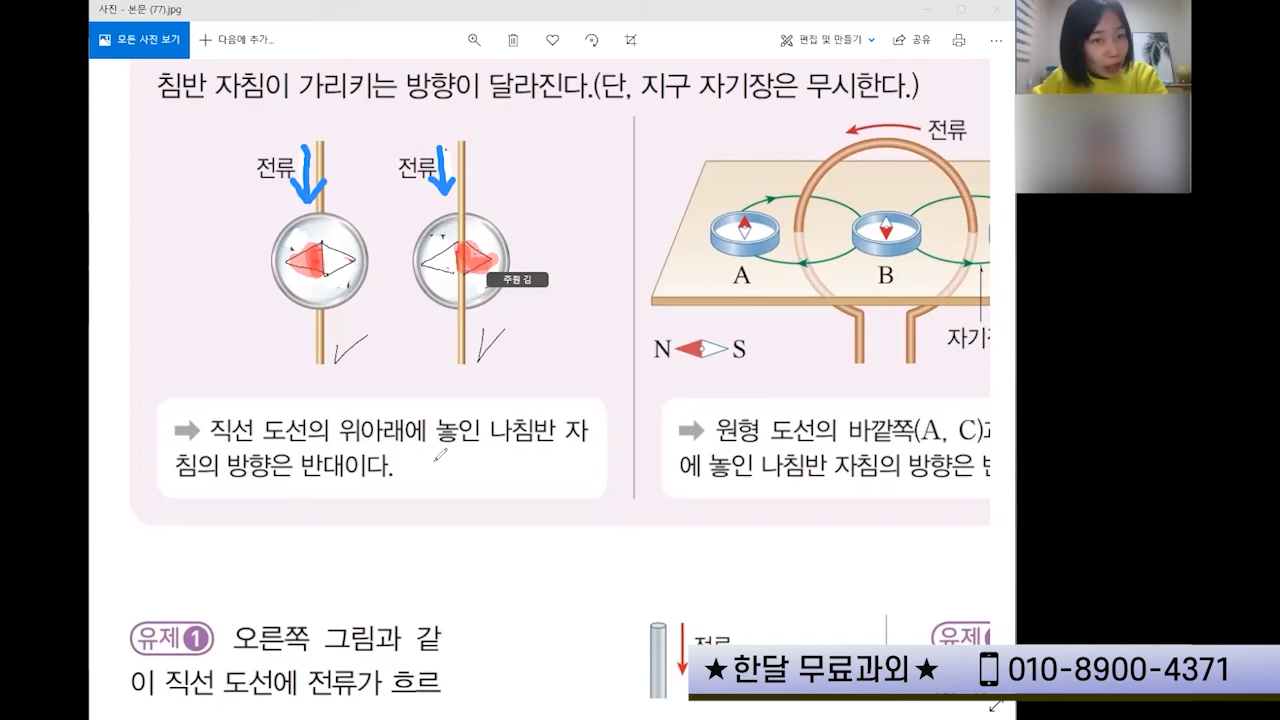 사진 - 본문 (77).jpg
모든 사진 보기
다음에 추가...
편집 및 만들기
공유
침반 자침이 가리키는 방향이 달라진다.(단, 지구 자기장은 무시한다.)
전류
전류
전류
주원 김
A
B
N
S
자기
직선 도선의 위아래에 놓인 나침반 자
침의 방향은 반대이다.
원형 도선의 바깥쪽(A, C)과
에 놓인 나침반 자침의 방향은
유제 1 오른쪽 그림과 같
이 직선 도선에 전류가 흐르
전류
유제
★한달 무료과외★ 010-8900-4371